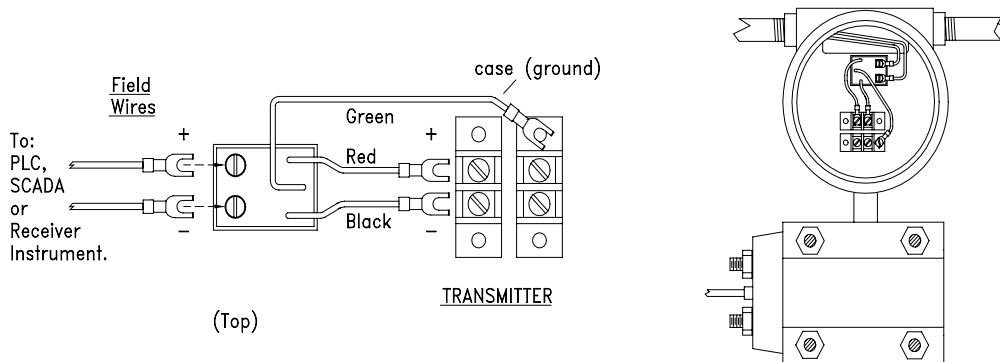 case (ground)
Field
Wires
Green
+
+
To:
PLC,
SCADA
or
Receiver
Instrument.
Red
Black
−
−
TRANSMITTER
(Top)